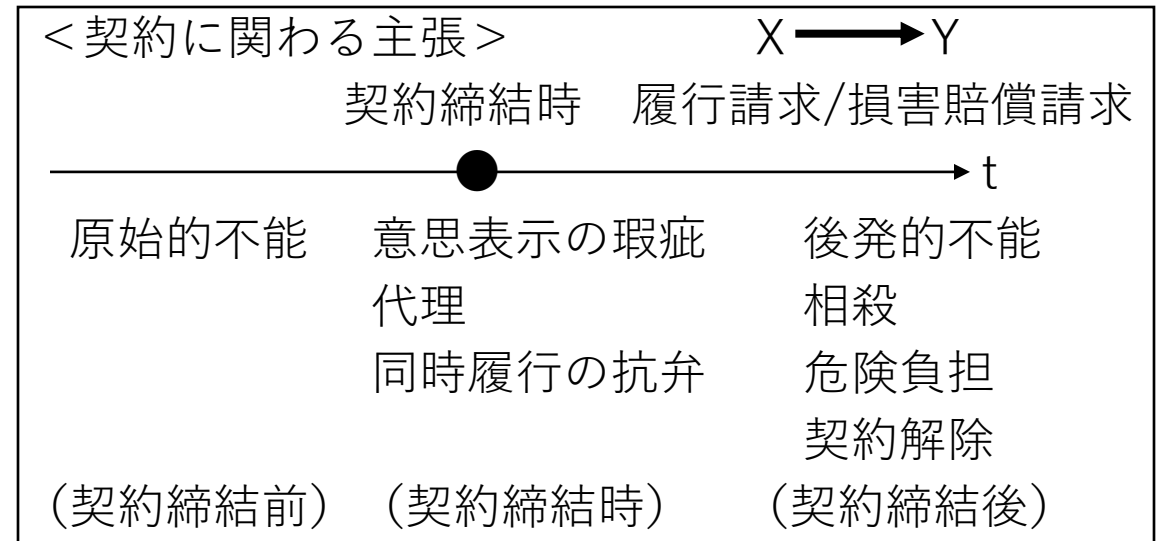 <契約に関わる主張> X Y
契約締結時 履行請求/損害賠償請求
t
原始的不能 意思表示の瑕疵 後発的不能
代理 相殺
同時履行の抗弁 危険負担
契約解除
(契約締結前) (契約締結時) (契約締結後)